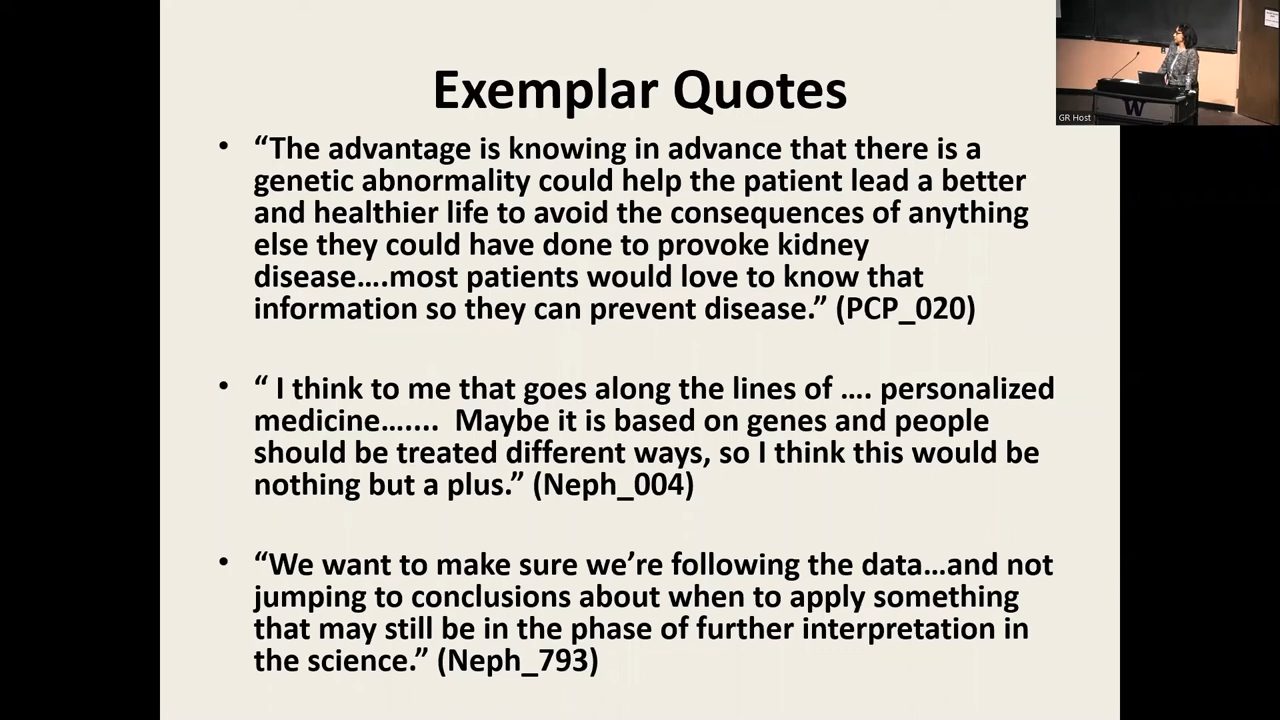 Exemplar Quotes
• “The advantage is knowing in advance that there is a
genetic abnormality could help the patient lead a better
and healthier life to avoid the consequences of anything
else they could have done to provoke kidney
disease….most patients would love to know that
information so they can prevent disease.” (PCP_020)
• “ I think to me that goes along the lines of …. personalized
medicine….... Maybe it is based on genes and people
should be treated different ways, so I think this would be
nothing but a plus.” (Neph_004)
• “We want to make sure we’re following the data…and not
jumping to conclusions about when to apply something
that may still be in the phase of further interpretation in
the science.” (Neph_793)
W
GR Host